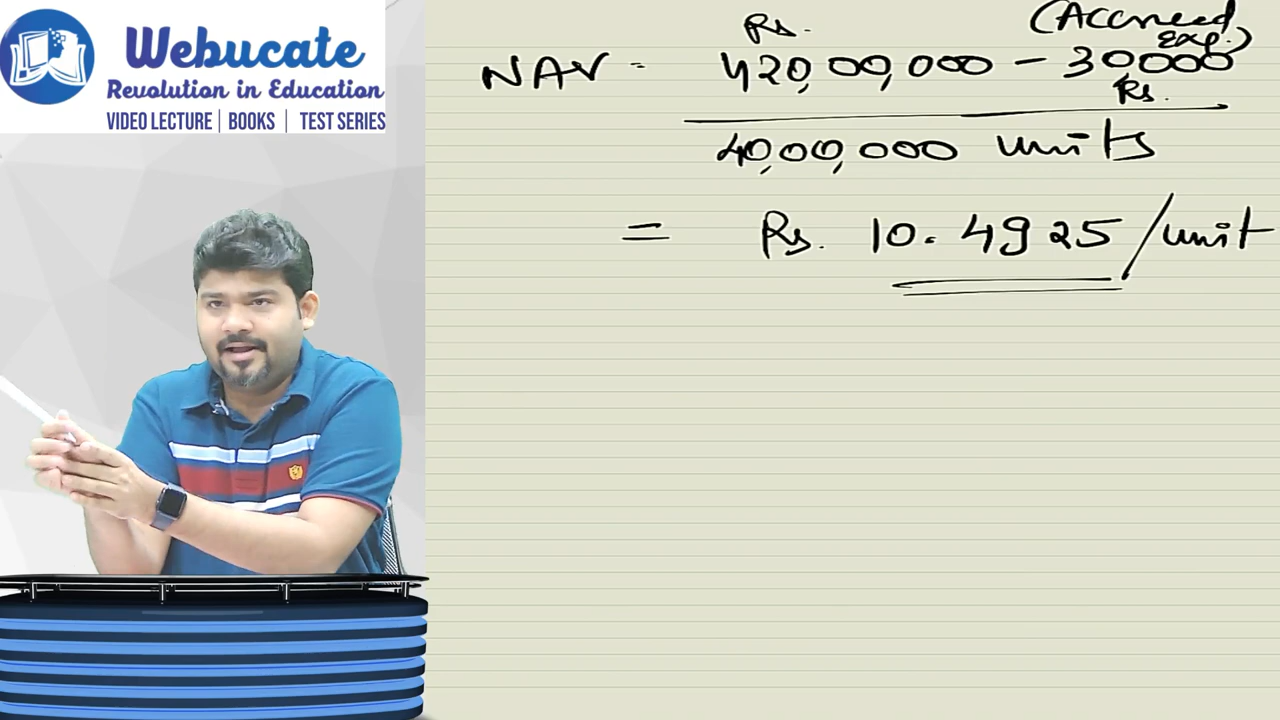 Webucate
Revolution in Education
VIDEO LECTURE | BOOKS | TEST SERIES
Rs. (Accrued Exp.)
NAV = 420,00,000 - 30000
Rs.
40,00,000 units
= Rs. 10.4925/unit